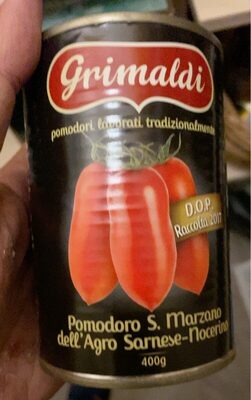 Grimaldi
pomodori lavorati tradizionalmente
D.O.P.
Raccolta 2017
Pomodoro S. Marzano
dell'Agro Sarnese-Nocerino
400g